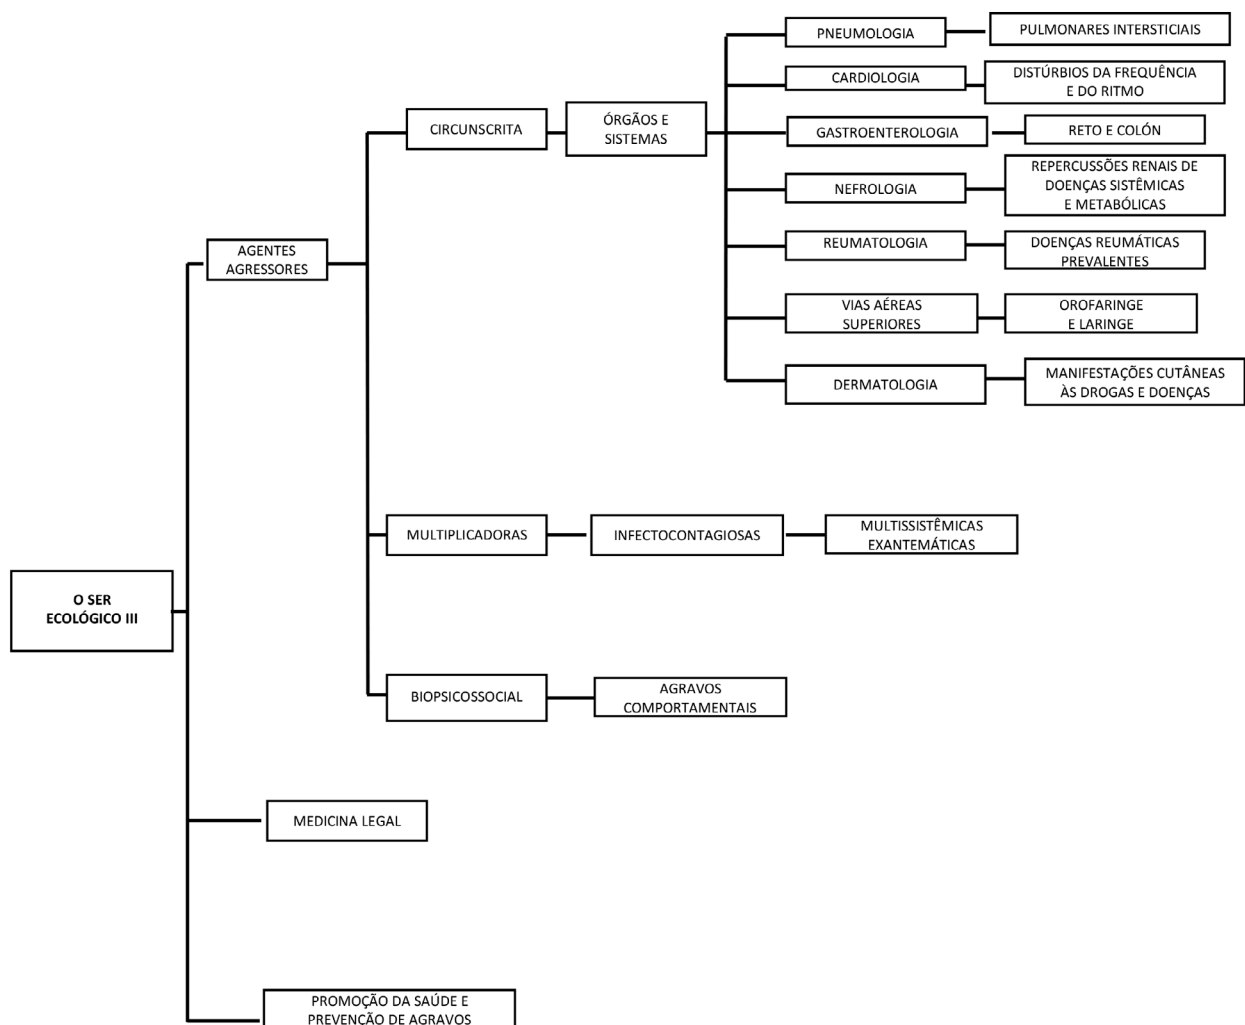 PNEUMOLOGIA
PULMONARES INTERSTICIAIS
CARDIOLOGIA
DISTÚRBIOS DA FREQUÊNCIA
E DO RITMO
CIRCUNSCRITA
ÓRGÃOS E
SISTEMAS
GASTROENTEROLOGIA
RETO E COLÓN
NEFROLOGIA
REPERCUSSÕES RENAIS DE
DOENÇAS SISTÊMICAS
E METABÓLICAS
AGENTES
AGRESSORES
REUMATOLOGIA
DOENÇAS REUMÁTICAS
PREVALENTES
VIAS AÉREAS
SUPERIORES
OROFARINGE
E LARINGE
DERMATOLOGIA
MANIFESTAÇÕES CUTÂNEAS
ÀS DROGAS E DOENÇAS
MULTIPLICADORAS
INFECTOCONTAGIOSAS
MULTISSISTÊMICAS
EXANTEMÁTICAS
O SER
ECOLÓGICO III
BIOPSICOSSOCIAL
AGRAVOS
COMPORTAMENTAIS
MEDICINA LEGAL
PROMOÇÃO DA SAÚDE E
PREVENÇÃO DE AGRAVOS